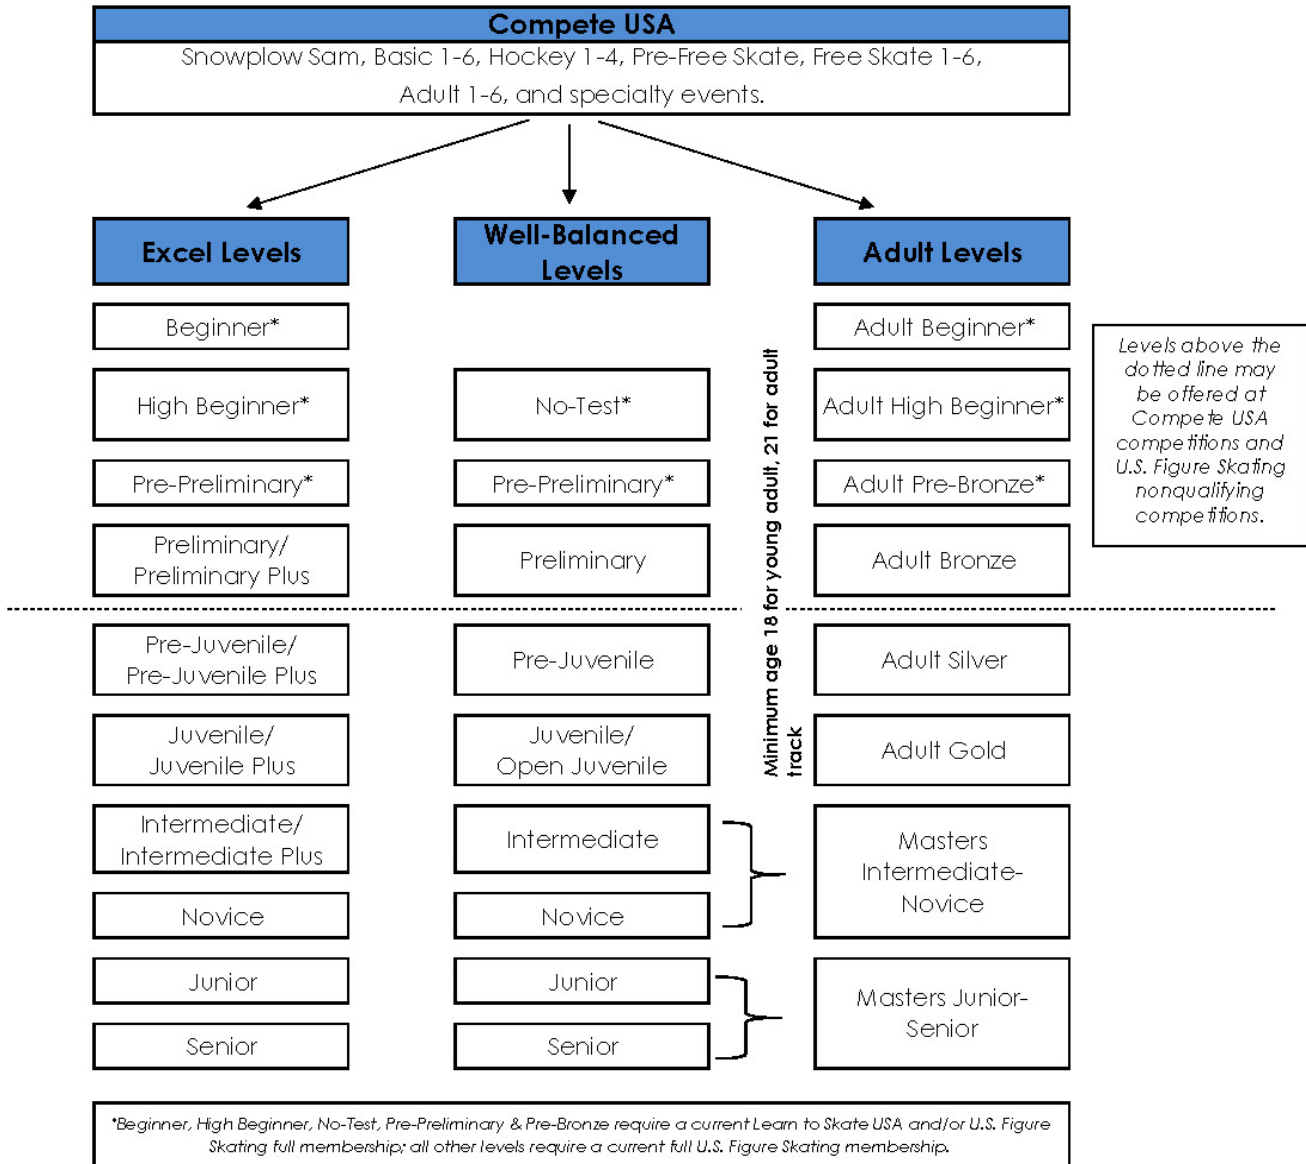 Compete USA
Snowplow Sam, Basic 1-6, Hockey 1-4, Pre-Free Skate, Free Skate 1-6,
Adult 1-6, and specialty events.
Excel Levels
Well-Balanced
Levels
Adult Levels
Beginner*
Adult Beginner*
High Beginner*
No-Test*
Adult High Beginner*
Pre-Preliminary*
Pre-Preliminary*
Adult Pre-Bronze*
Preliminary/
Preliminary Plus
Preliminary
Adult Bronze
Levels above the
dotted line may
be offered at
Compete USA
competitions and
U.S. Figure Skating
nonqualifying
competitions.
Minimum age 18 for young adult, 21 for adult
track
Pre-Juvenile/
Pre-Juvenile Plus
Pre-Juvenile
Adult Silver
Juvenile/
Juvenile Plus
Juvenile/
Open Juvenile
Adult Gold
Intermediate/
Intermediate Plus
Intermediate
Masters
Intermediate-
Novice
Novice
Novice
Junior
Junior
Masters Junior-
Senior
Senior
Senior
*Beginner, High Beginner, No-Test, Pre-Preliminary & Pre-Bronze require a current Learn to Skate USA and/or U.S. Figure
Skating full membership; all other levels require a current full U.S. Figure Skating membership.